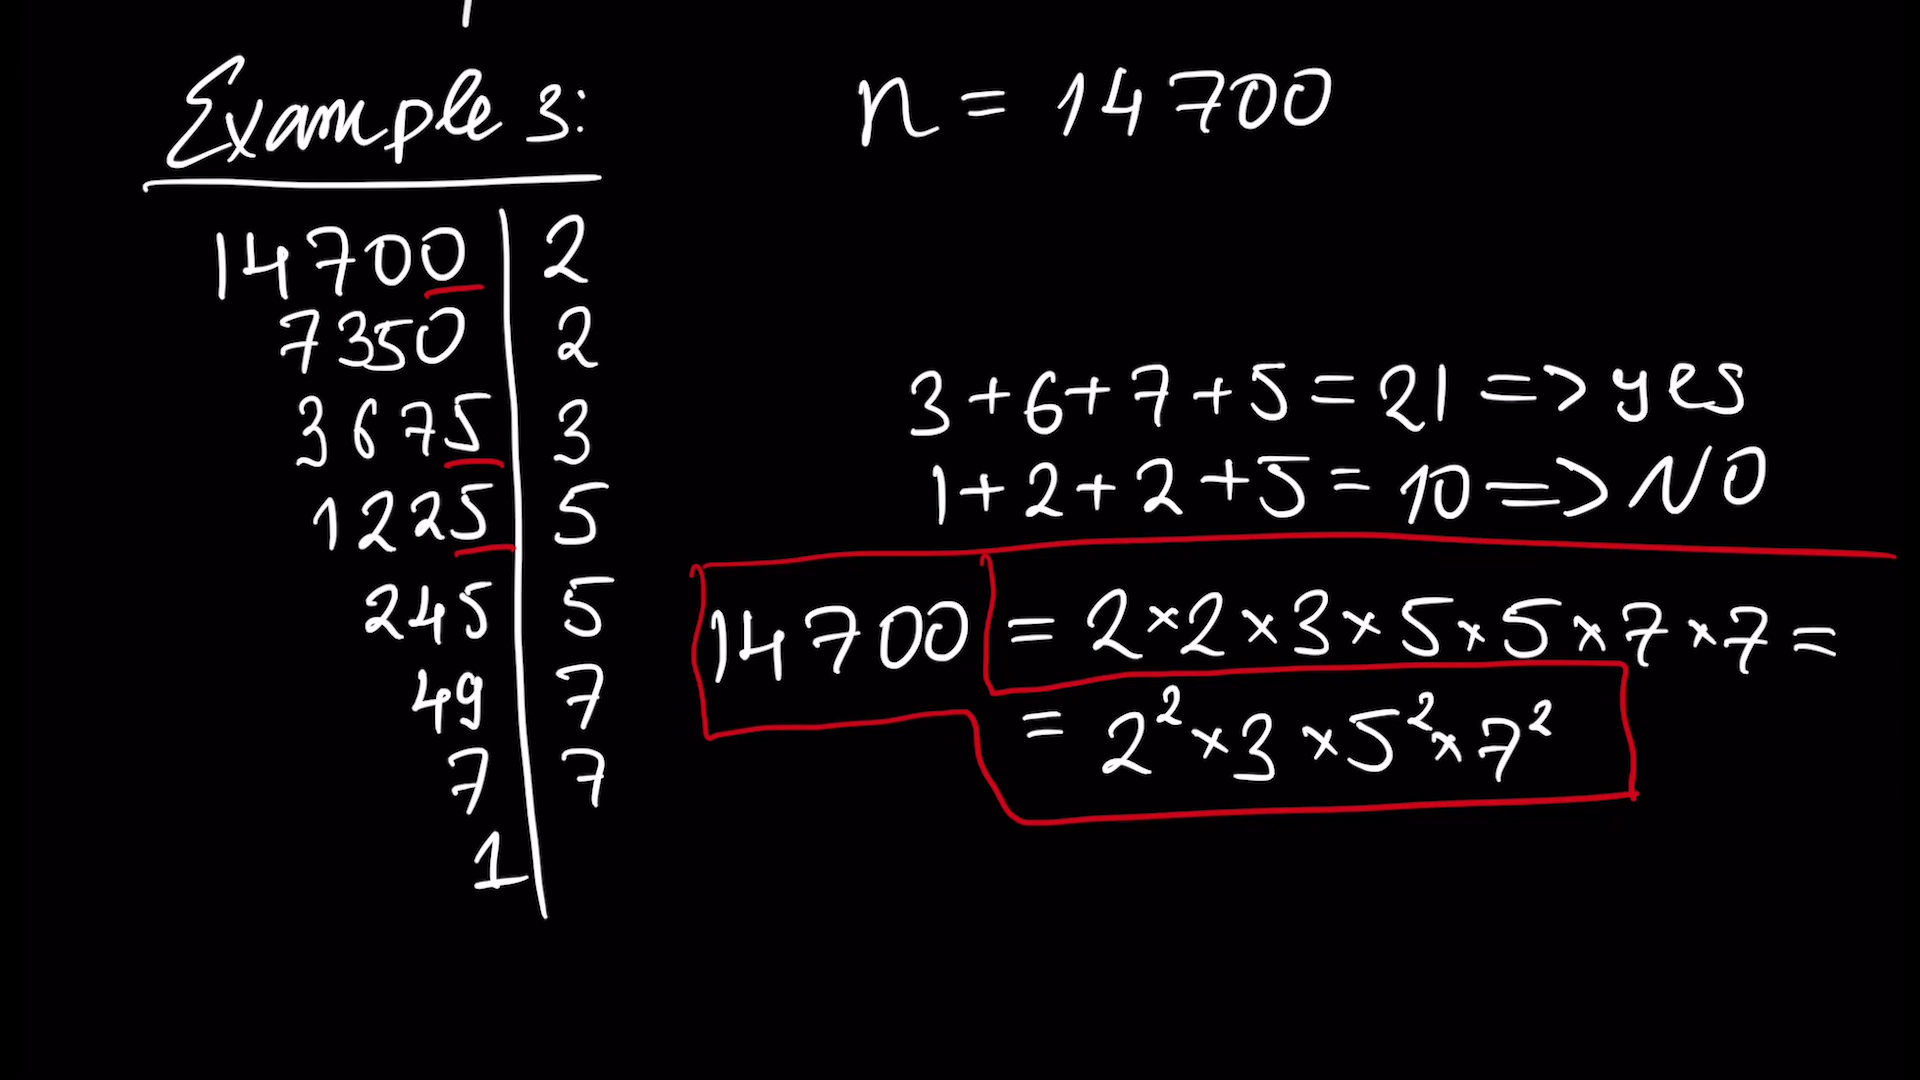 Example 3:
n = 14700
14700 | 2
7350 | 2
3675 | 3
1225 | 5
245 | 5
49 | 7
7 | 7
1
3+6+7+5=21 => yes
1+2+2+5=10=> NO
14700 = 2×2×3×5×5×7×7=
= 2²×3×5²×7²